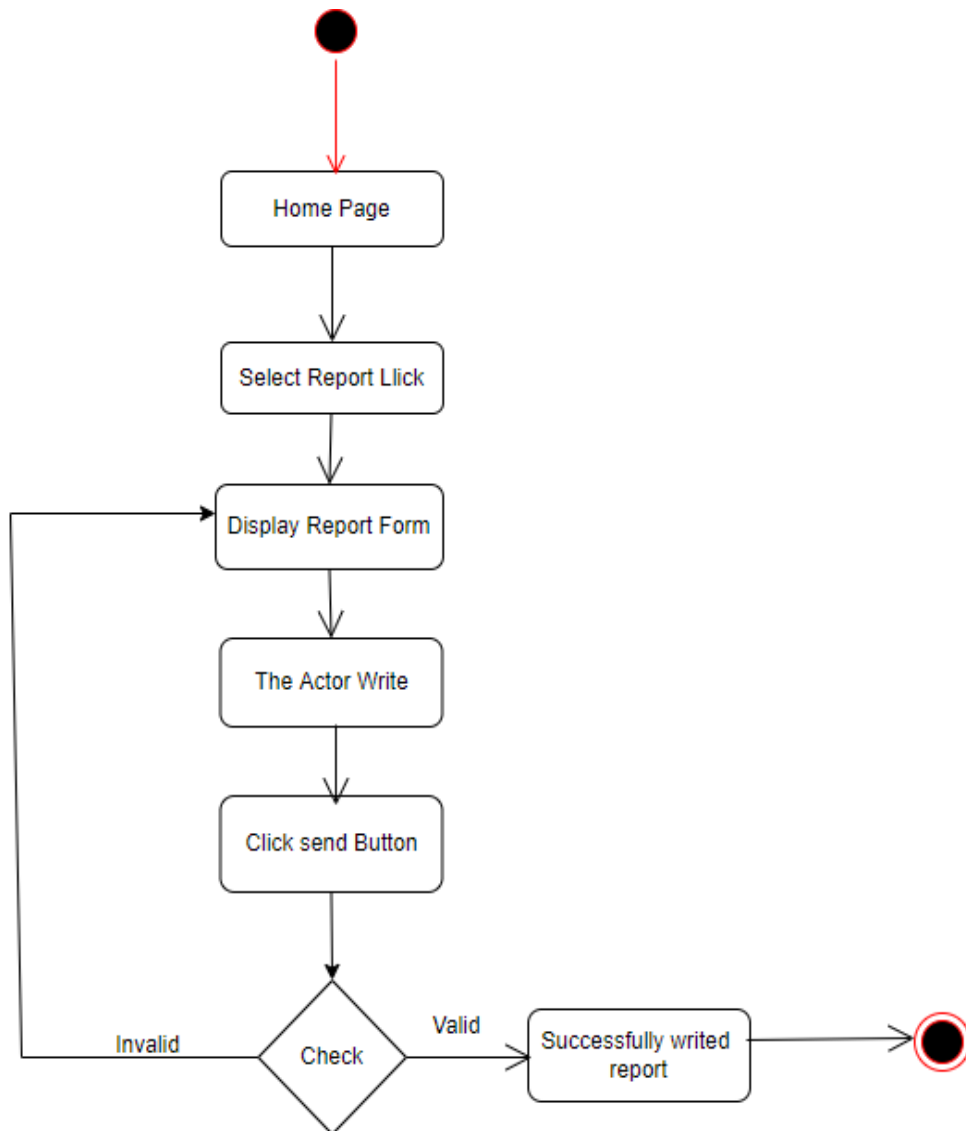 Home Page
Select Report Llick
Display Report Form
The Actor Write
Click send Button
Check
Invalid
Valid
Successfully writed
report